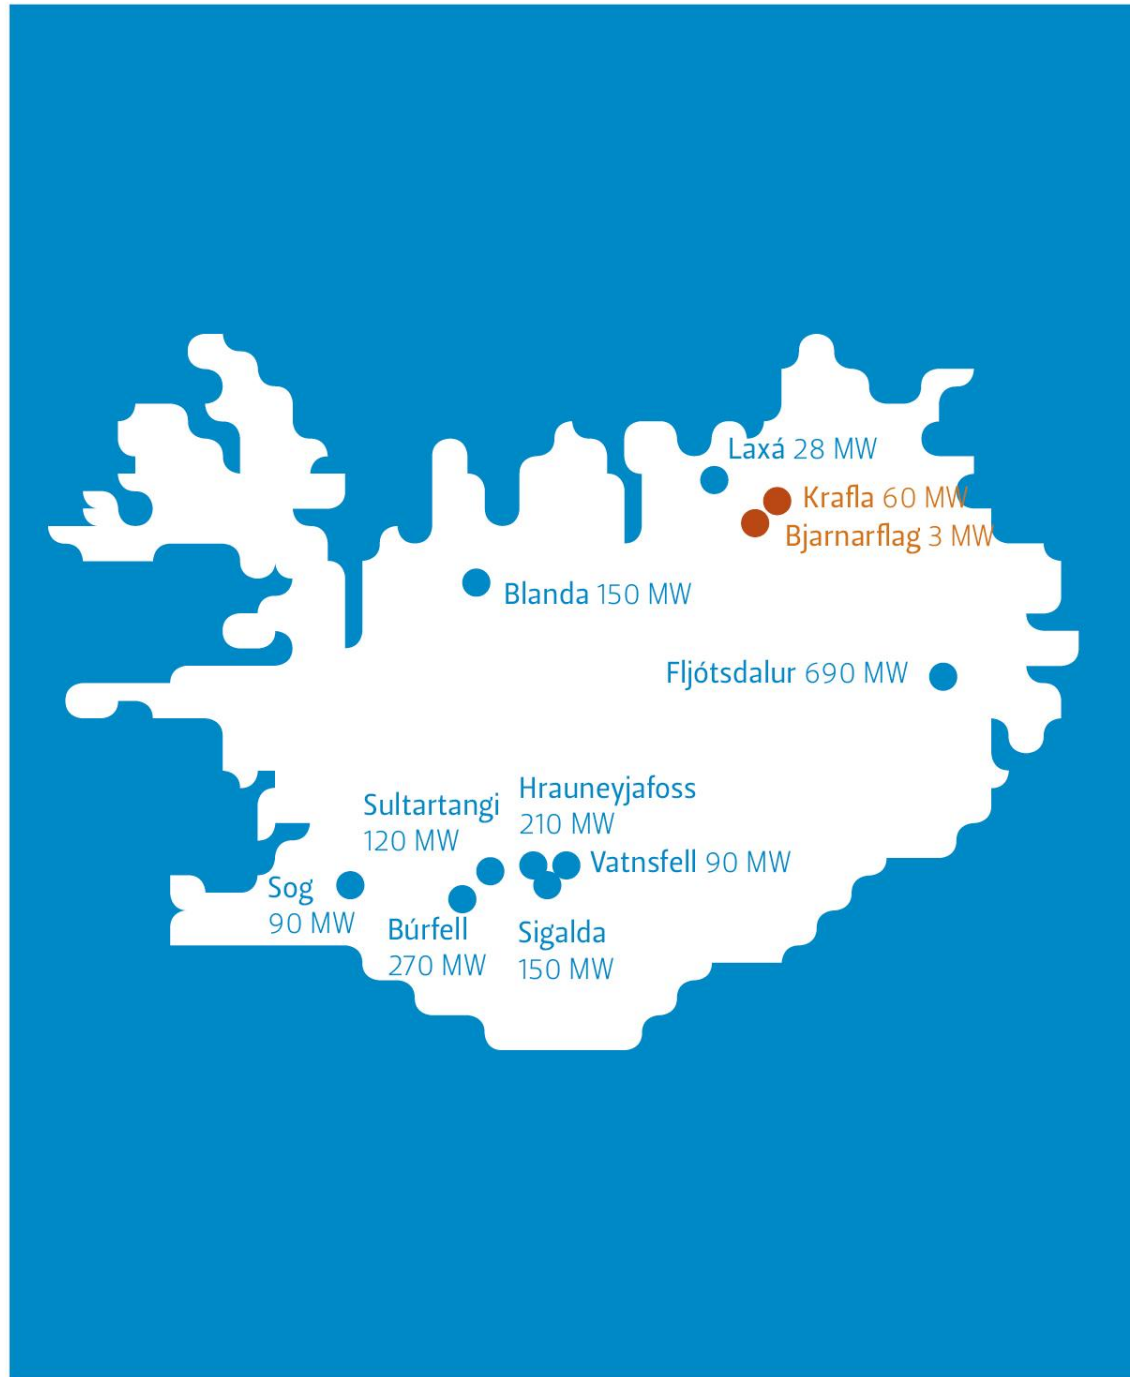 Laxá 28 MW
Krafla 60 MW
Bjarnarflag 3 MW
Blanda 150 MW
Fljótsdalur 690 MW
Hrauneyjafoss
210 MW
Sultartangi
120 MW
Vatnsfell 90 MW
Sog
90 MW
Búrfell
270 MW
Sigalda
150 MW